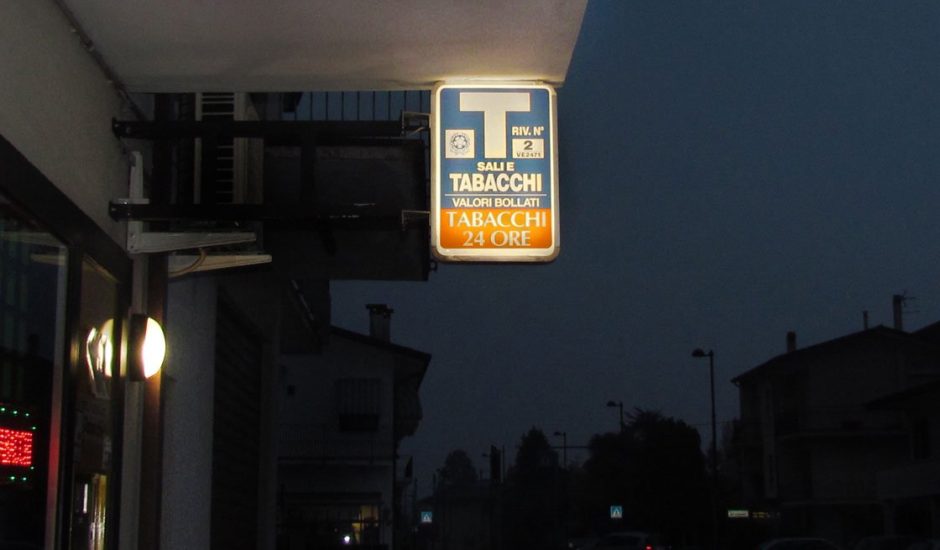 T
RIV. N°
2
VE2471
SALI E
TABACCHI
VALORI BOLLATI
TABACCHI
24 ORE